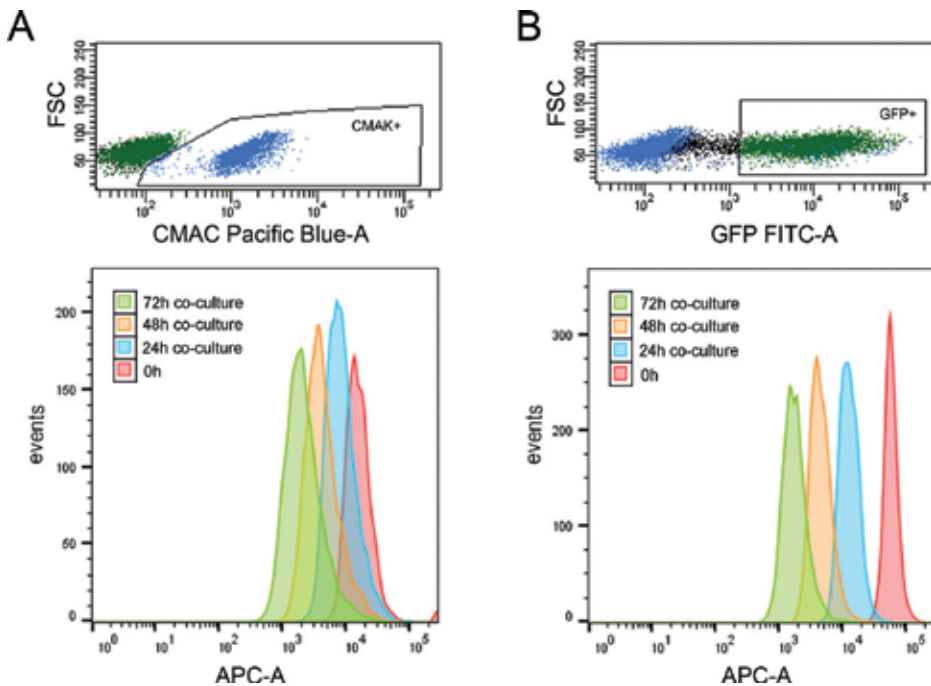 A
FSC
250
200
150
100
50
CMAK+
10² 10³ 10⁴ 10⁵
CMAC Pacific Blue-A
events
200
150
100
50
0
72h co-culture
48h co-culture
24h co-culture
0h
10⁰ 10¹ 10² 10³ 10⁴ 10⁵
APC-A
B
FSC
250
200
150
100
50
GFP+
10² 10³ 10⁴ 10⁵
GFP FITC-A
events
300
200
100
0
72h co-culture
48h co-culture
24h co-culture
0h
10⁰ 10¹ 10² 10³ 10⁴ 10⁵
APC-A